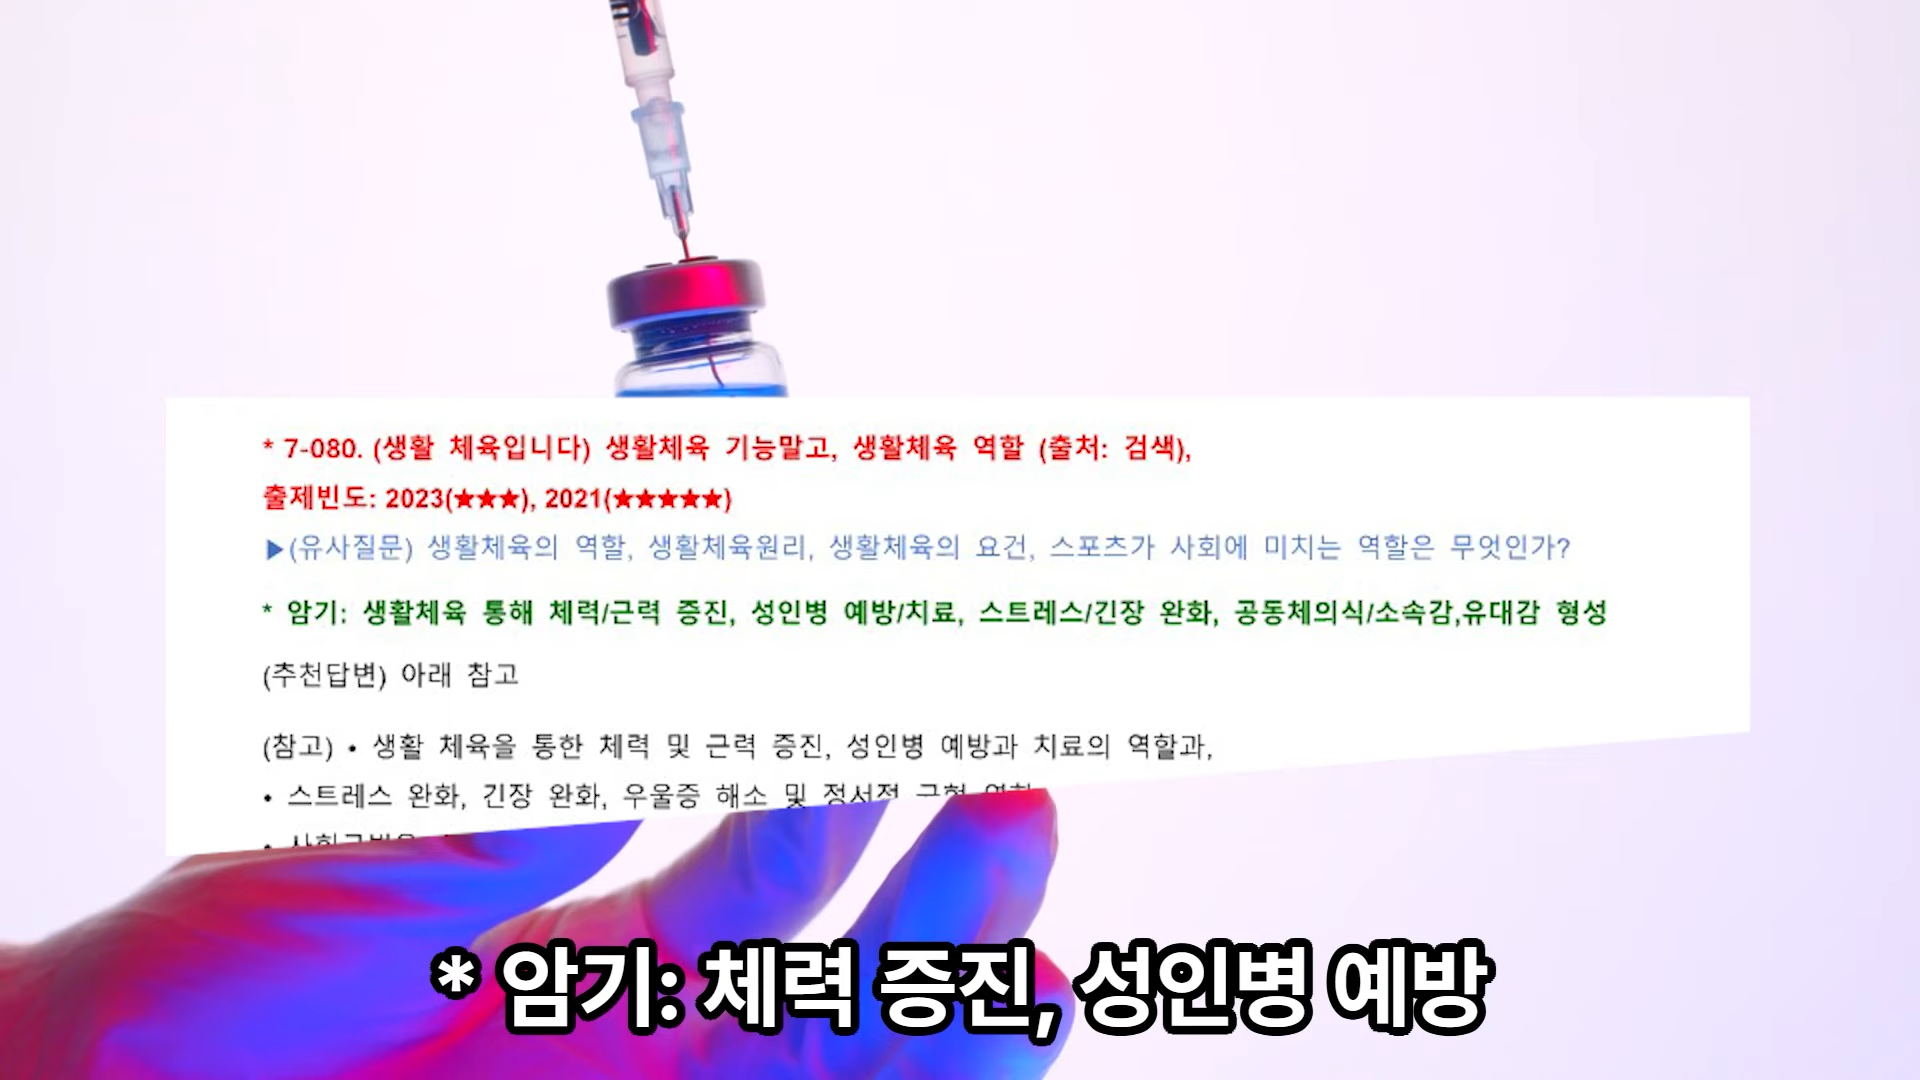 * 7-080. (생활 체육입니다) 생활체육 기능말고, 생활체육 역할 (출처: 검색),
출제빈도: 2023(★★★), 2021(★★★★★)
▶(유사질문) 생활체육의 역할, 생활체육원리, 생활체육의 요건, 스포츠가 사회에 미치는 역할은 무엇인가?
* 암기: 생활체육 통해 체력/근력 증진, 성인병 예방/치료, 스트레스/긴장 완화, 공동체의식/소속감,유대감 형성
(추천답변) 아래 참고
(참고) • 생활 체육을 통한 체력 및 근력 증진, 성인병 예방과 치료의 역할과,
• 스트레스 완화, 긴장 완화, 우울증 해소 및 정서적
* 암기: 체력 증진, 성인병 예방